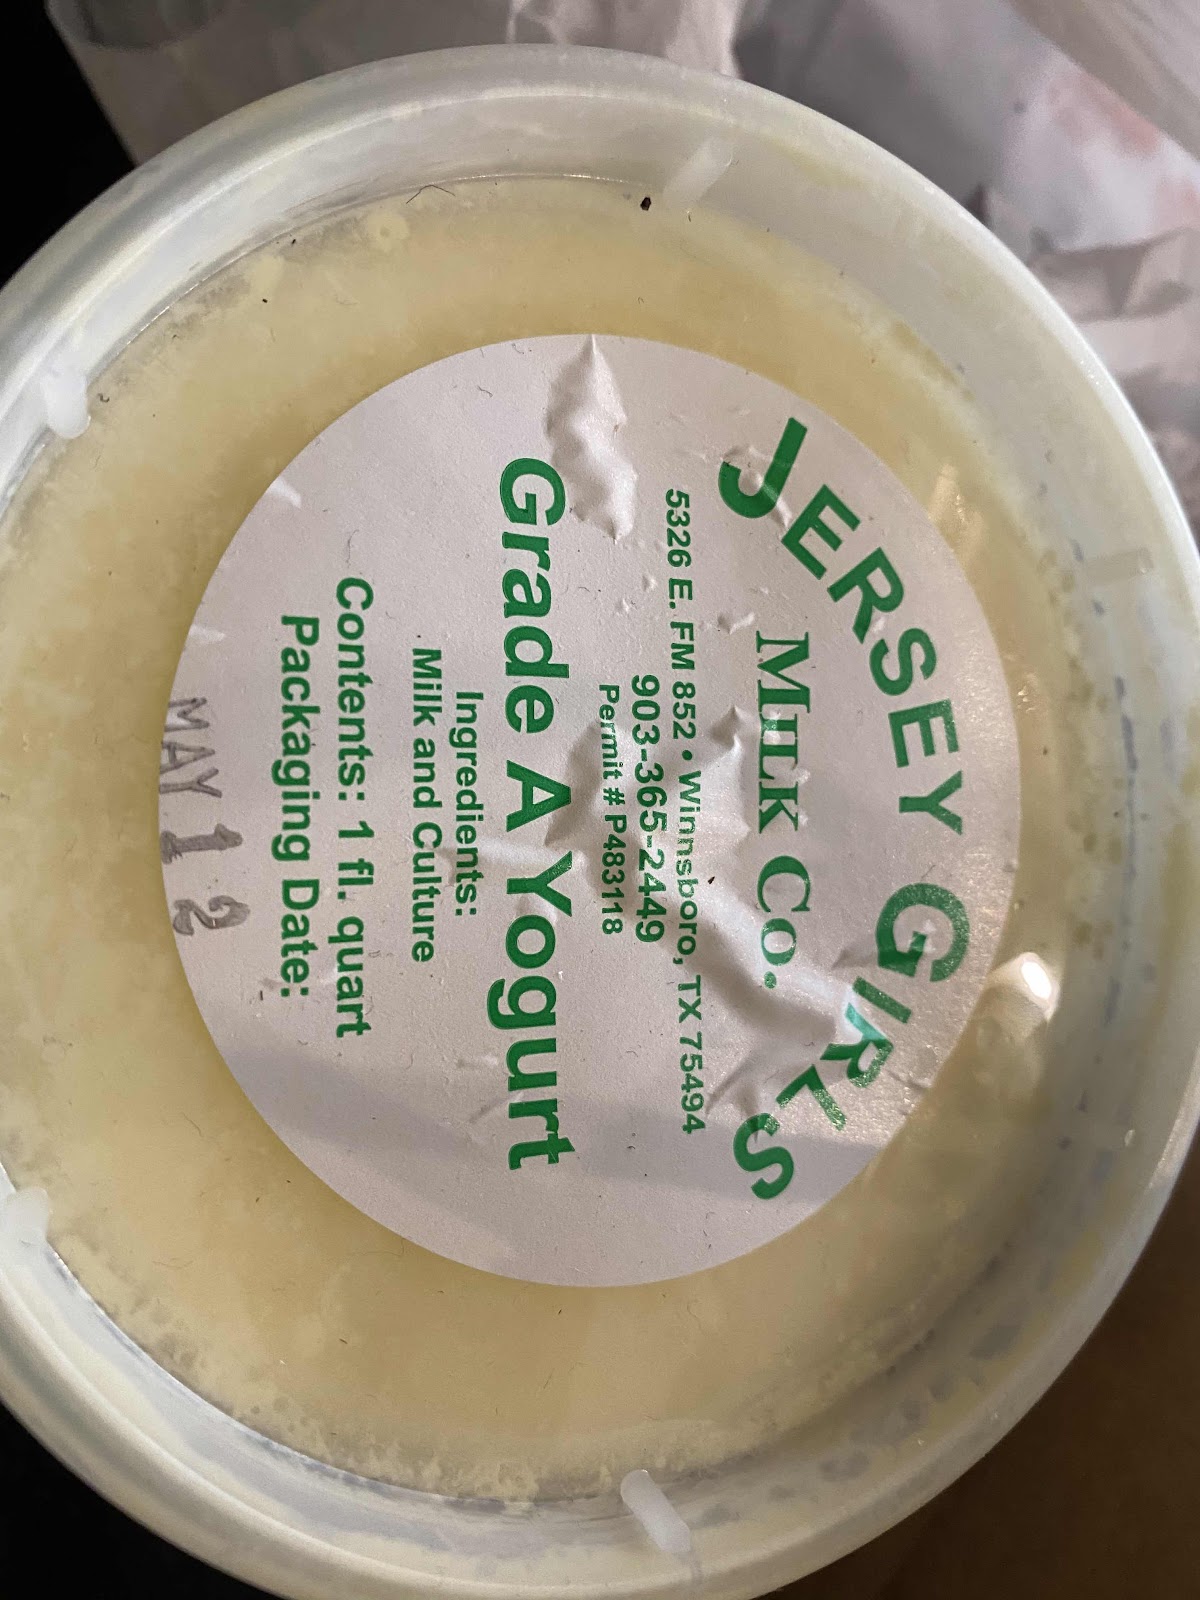 JERSEY GIRLS
MILK CO.
5326 E. FM 852 • Winnsboro, TX 75494
903-365-2449
Permit # P483118
Grade A Yogurt
Ingredients:
Milk and Culture
Contents: 1 fl. quart
Packaging Date:
MAY 12